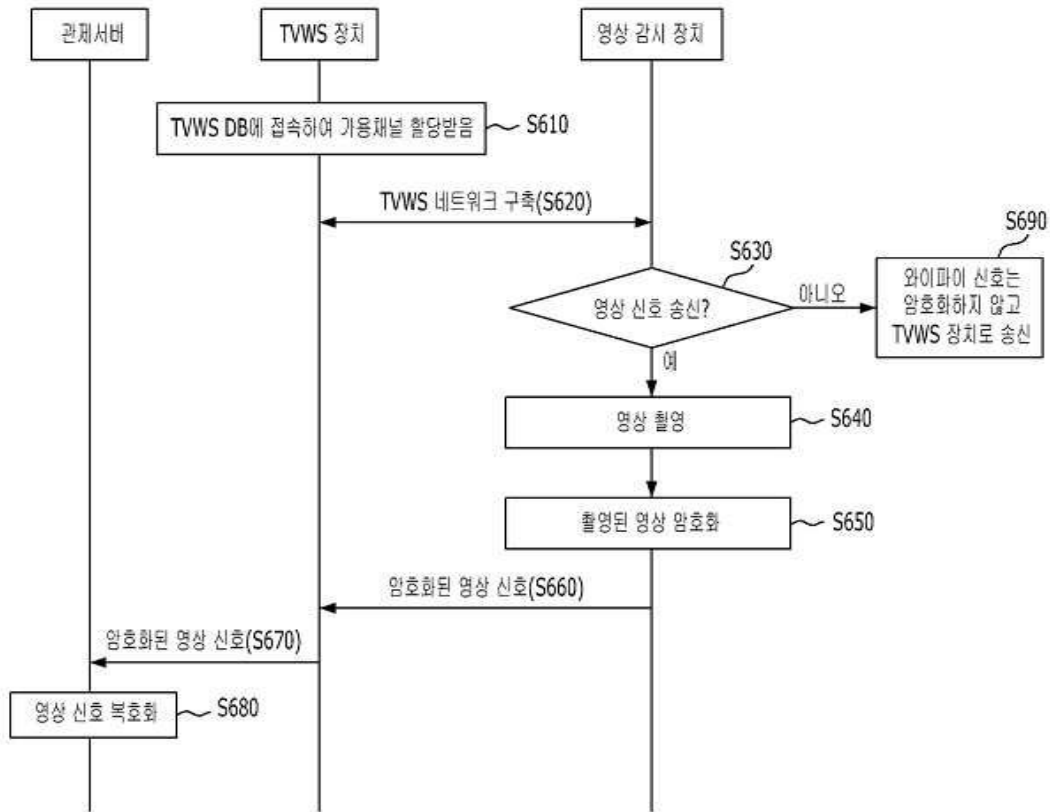 관제서버
TVWS 장치
영상 감시 장치
TVWS DB에 접속하여 가용채널 할당받음
S610
TVWS 네트워크 구축(S620)
S630
영상 신호 송신?
아니오
S690
와이파이 신호는
암호화하지 않고
TVWS 장치로 송신
예
영상 촬영
S640
촬영된 영상 암호화
S650
암호화된 영상 신호(S660)
암호화된 영상 신호(S670)
영상 신호 복호화
S680